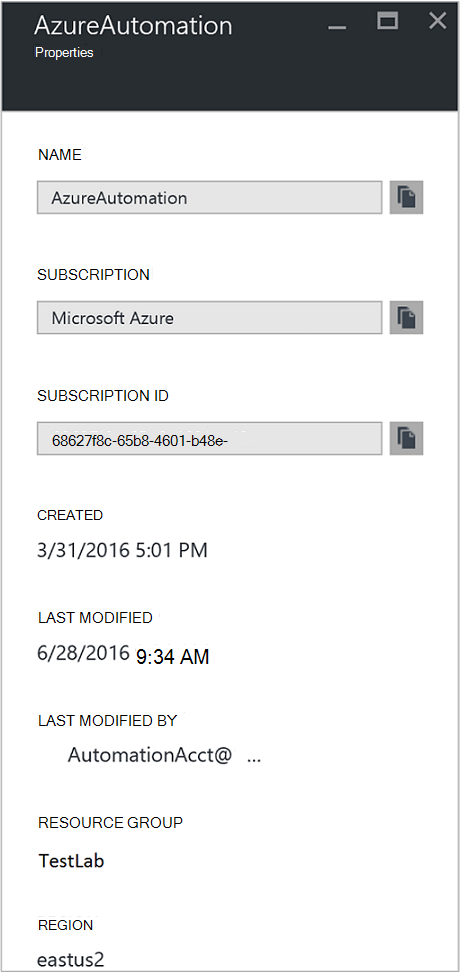 AzureAutomation
Properties
NAME
AzureAutomation
SUBSCRIPTION
Microsoft Azure
SUBSCRIPTION ID
68627f8c-65b8-4601-b48e-
CREATED
3/31/2016 5:01 PM
LAST MODIFIED
6/28/2016 9:34 AM
LAST MODIFIED BY
AutomationAcct@ ...
RESOURCE GROUP
TestLab
REGION
eastus2